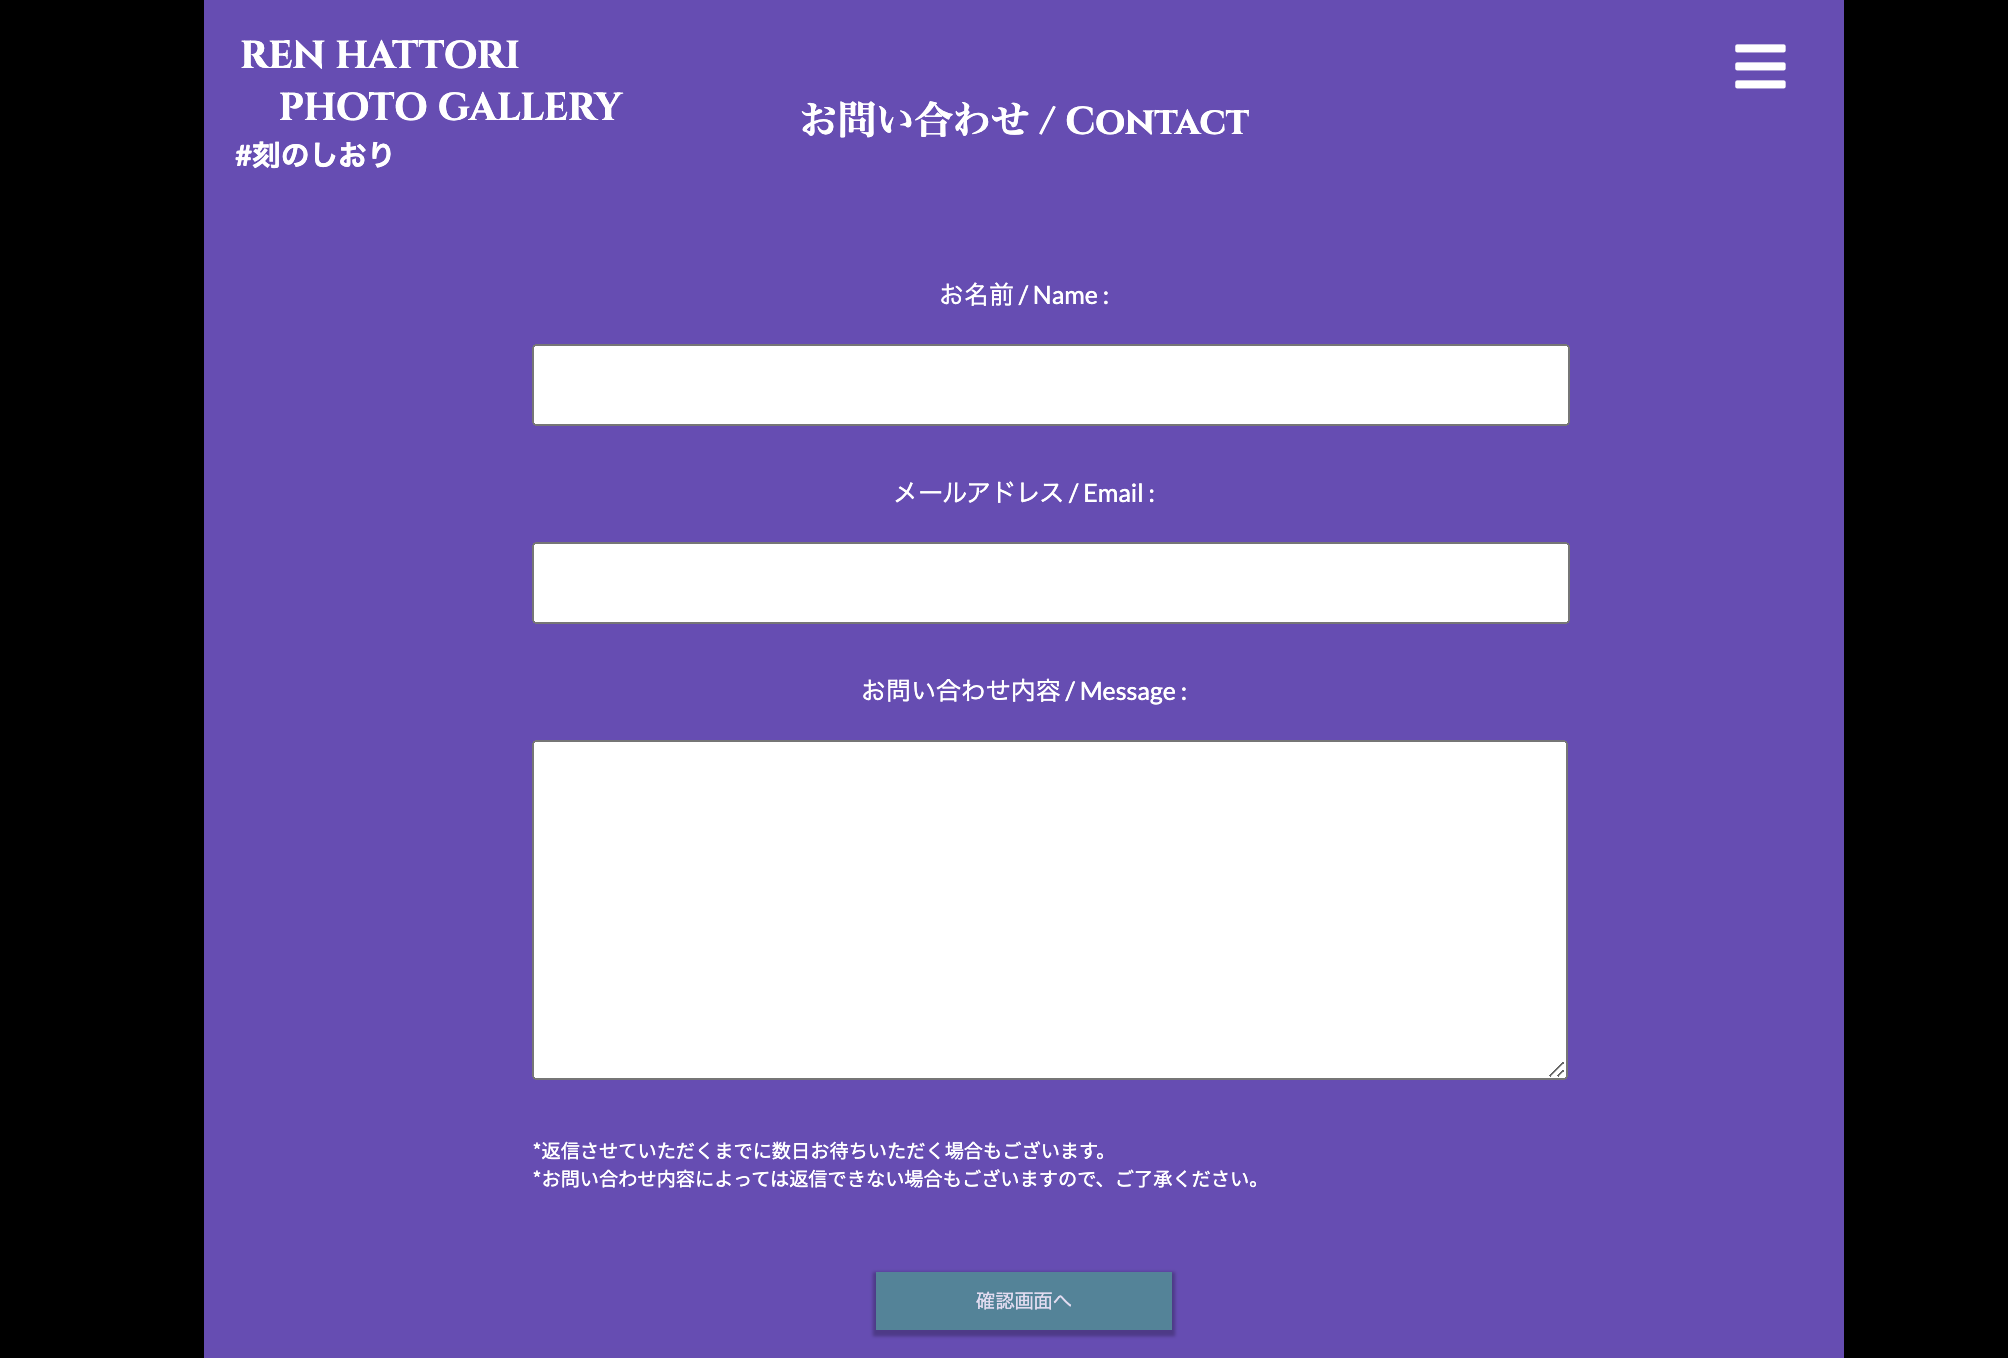 REN HATTORI
PHOTO GALLERY
#刻のしおり
お問い合わせ / Contact
お名前 / Name :
メールアドレス / Email :
お問い合わせ内容 / Message :
*返信させていただくまでに数日お待ちいただく場合もございます。
*お問い合わせ内容によっては返信できない場合もございますので、ご了承ください。
確認画面へ